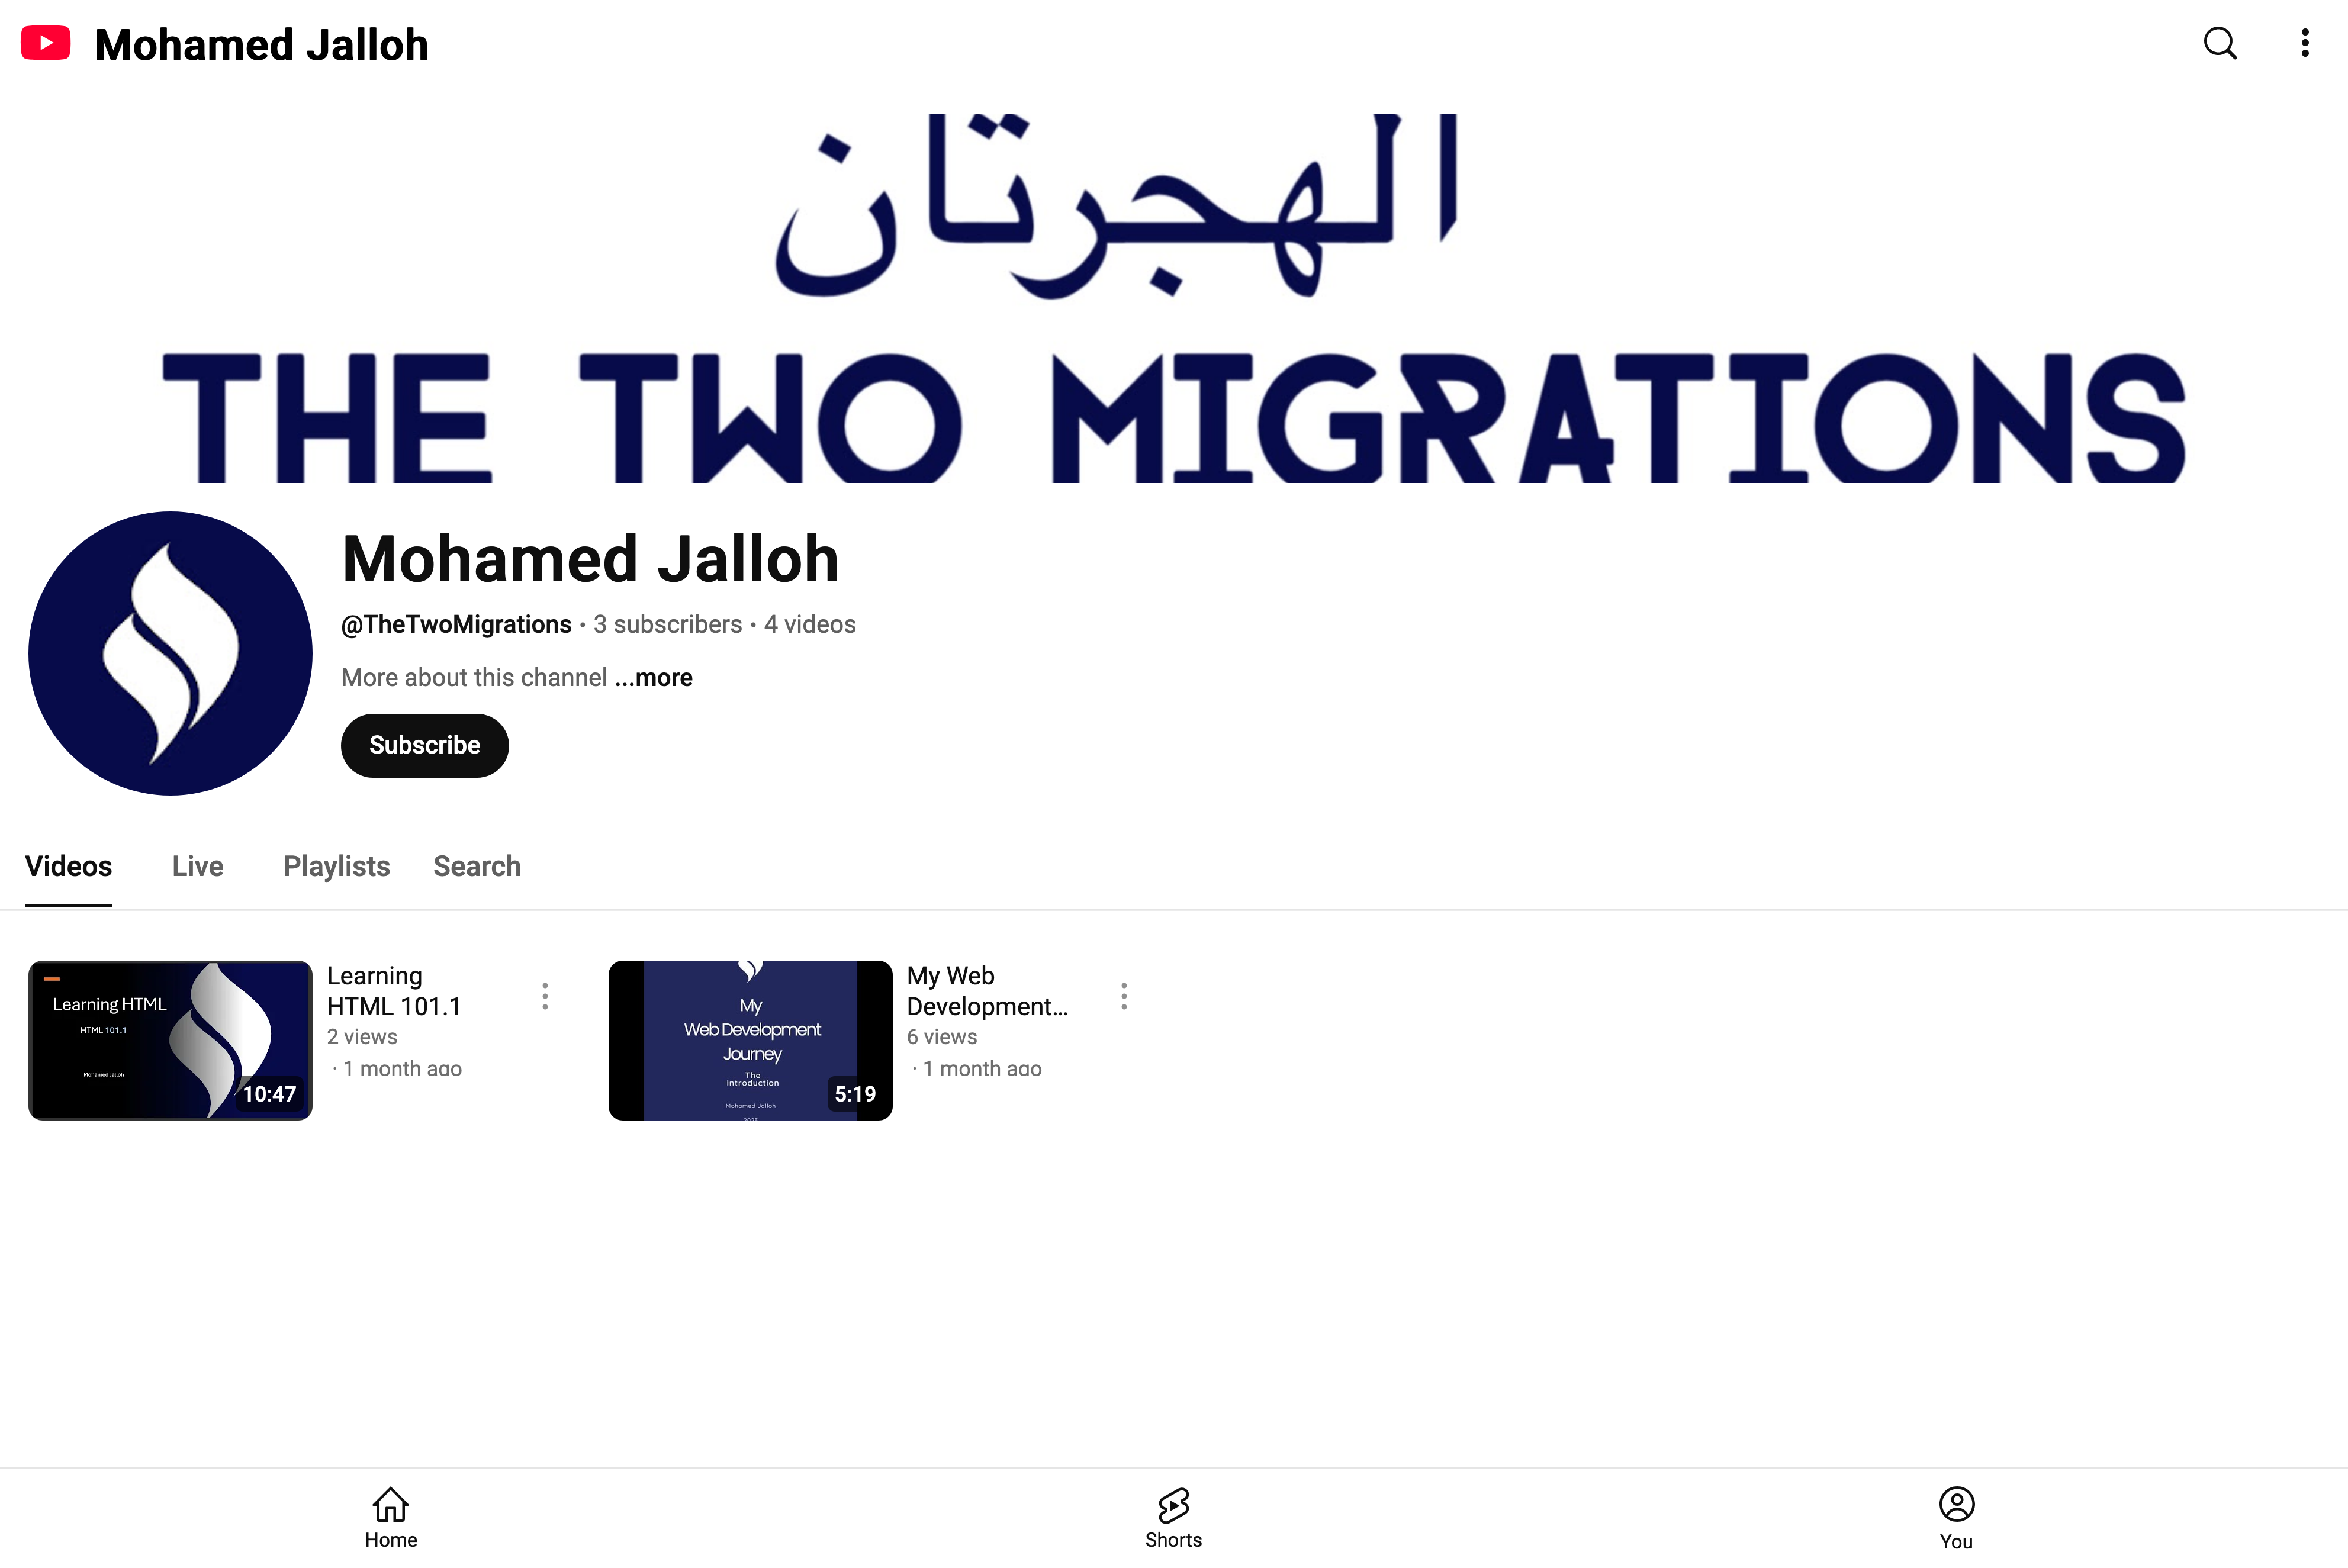 Mohamed Jalloh
الهجرتان
THE TWO MIGRATIONS
Mohamed Jalloh
@TheTwoMigrations • 3 subscribers • 4 videos
More about this channel ...more
Subscribe
Videos Live Playlists Search
Learning HTML
HTML 101.1
Mohamed Jalloh
10:47
Learning
HTML 101.1
2 views
· 1 month ago
My
Web Development
Journey
The
Introduction
Mohamed Jalloh
5:19
My Web
Development...
6 views
· 1 month ago
Home Shorts You